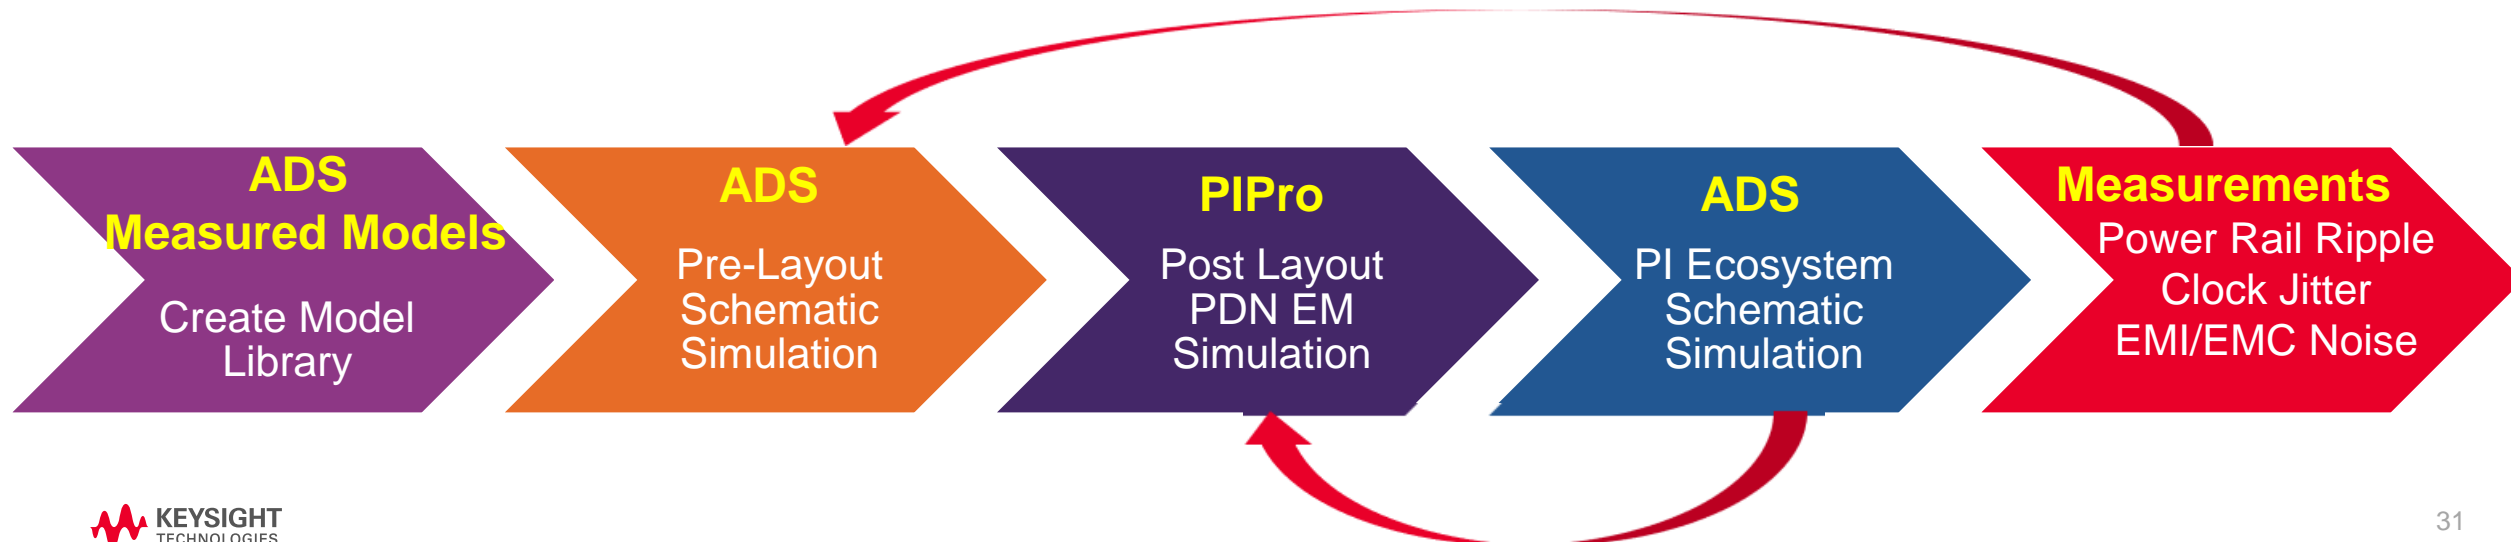 ADS
Measured Models
Create Model
Library
ADS
Pre-Layout
Schematic
Simulation
PIPro
Post Layout
PDN EM
Simulation
ADS
PI Ecosystem
Schematic
Simulation
Measurements
Power Rail Ripple
Clock Jitter
EMI/EMC Noise
KEYSIGHT
TECHNOLOGIES
31